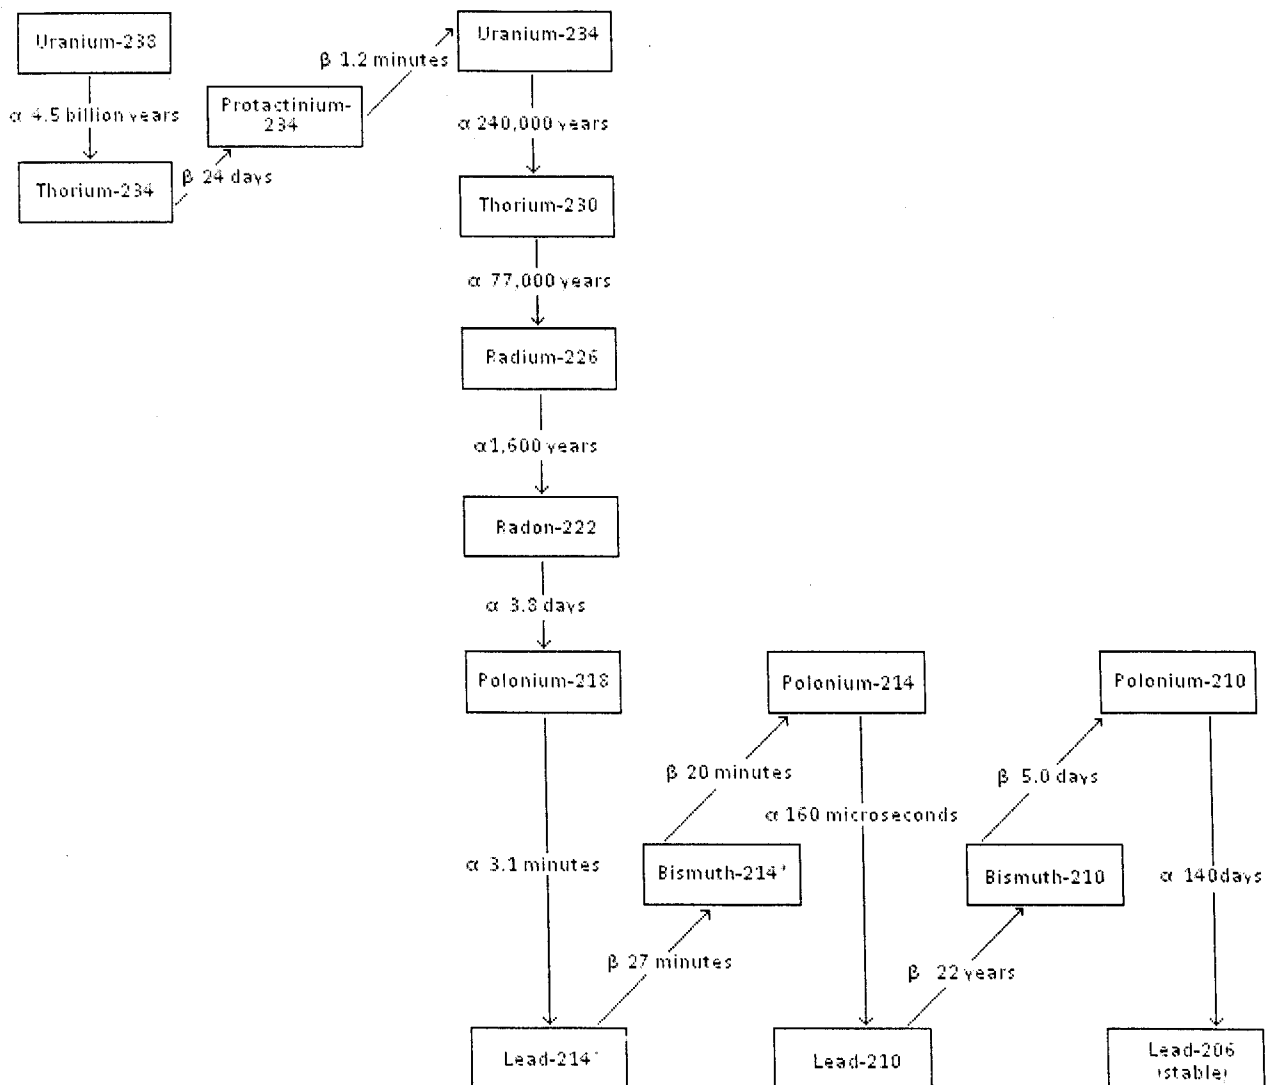 Uranium-238
α 4.5 billion years
Thorium-234
β 24 days
Protactinium-
234
β 1.2 minutes
Uranium-234
α 240,000 years
Thorium-230
α 77,000 years
Radium-226
α1,600 years
Radon-222
α 3.8 days
Polonium-218
α 3.1 minutes
Lead-214*
β 27 minutes
Bismuth-214*
β 20 minutes
Polonium-214
α 160 microseconds
Lead-210
β 22 years
Bismuth-210
β 5.0 days
Polonium-210
α 140days
Lead-206
(stable)